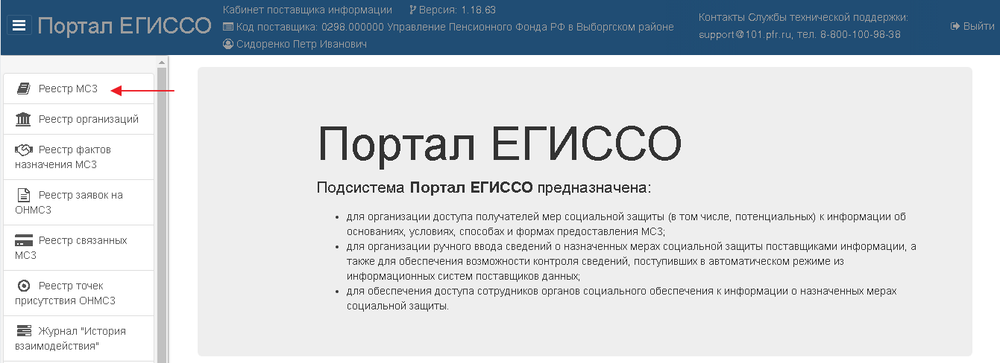 Портал ЕГИССО
Кабинет поставщика информации Версия: 1.18.63
Код поставщика: 0298.000000 Управление Пенсионного Фонда РФ в Выборгском районе
Сидоренко Петр Иванович
Контакты Службы технической поддержки:
support@101.pfr.ru, тел. 8-800-100-98-38
Выйти
Реестр МСЗ
Реестр организаций
Реестр фактов
назначения МСЗ
Реестр заявок на
ОНМСЗ
Реестр связанных
МСЗ
Реестр точек
присутствия ОНМСЗ
Журнал "История
взаимодействия"
Портал ЕГИССО
Подсистема Портал ЕГИССО предназначена:
• для организации доступа получателей мер социальной защиты (в том числе, потенциальных) к информации об
основаниях, условиях, способах и формах предоставления МСЗ;
• для организации ручного ввода сведений о назначенных мерах социальной защиты поставщиками информации, а
также для обеспечения возможности контроля сведений, поступивших в автоматическом режиме из
информационных систем поставщиков данных;
• для обеспечения доступа сотрудников органов социального обеспечения к информации о назначенных мерах
социальной защиты.